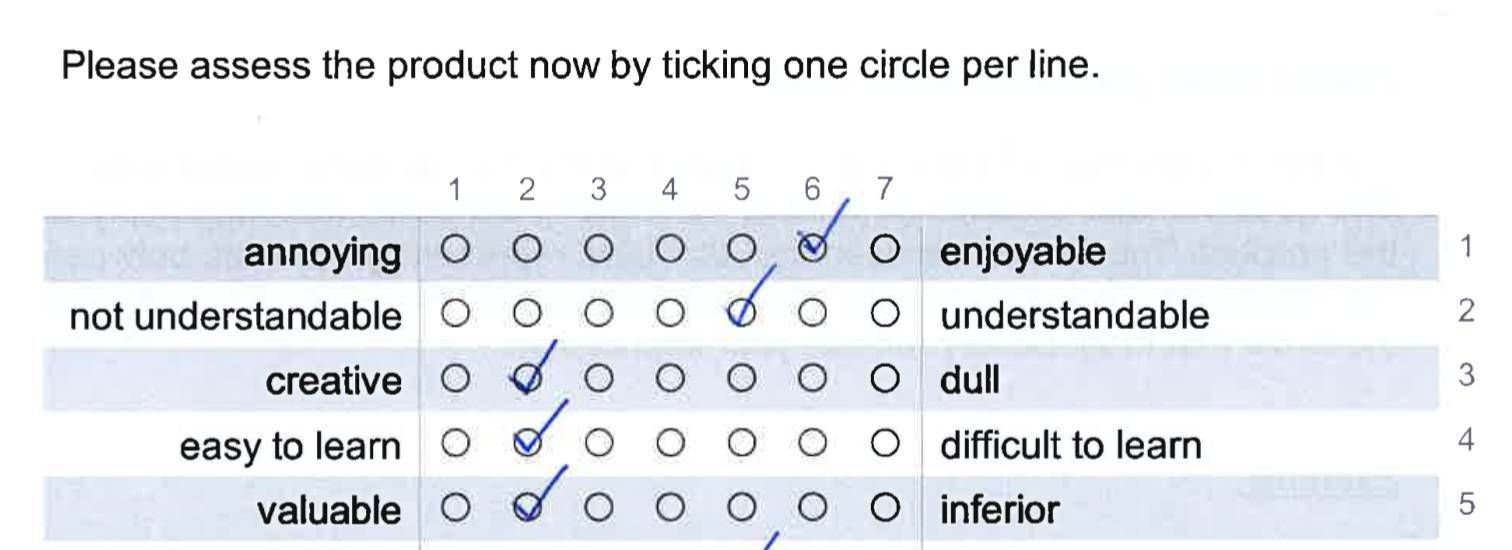 Please assess the product now by ticking one circle per line.
1 2 3 4 5 6 7
annoying enjoyable 1
not understandable understandable 2
creative dull 3
easy to learn difficult to learn 4
valuable inferior 5